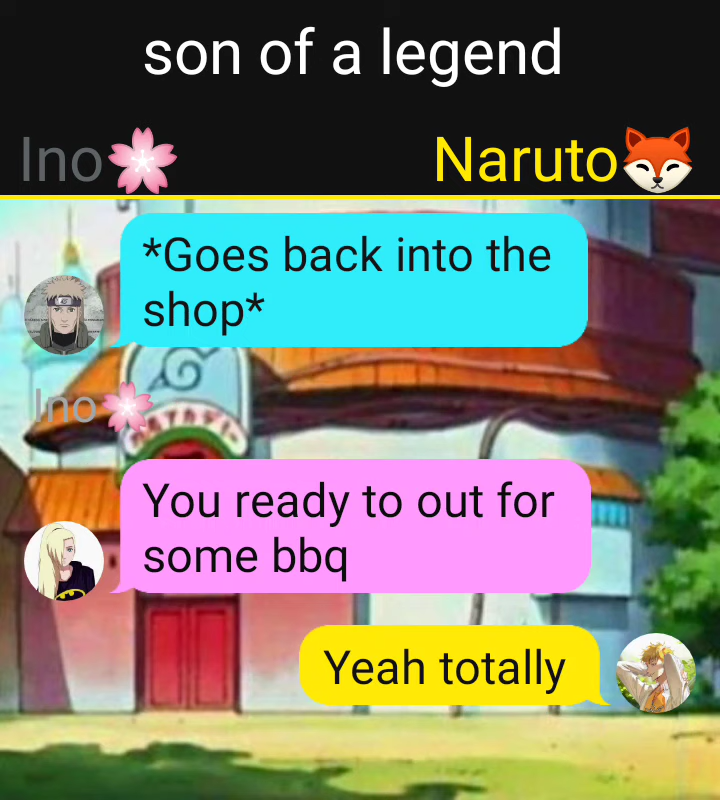 son of a legend
Ino🌸 Naruto🦊
*Goes back into the
shop*
Ino🌸
You ready to out for
some bbq
Yeah totally